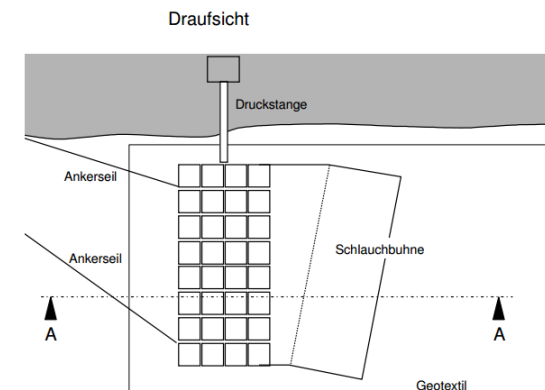 Draufsicht
Druckstange
Ankerseil
Schlauchbuhne
Ankerseil
A
A
Geotextil